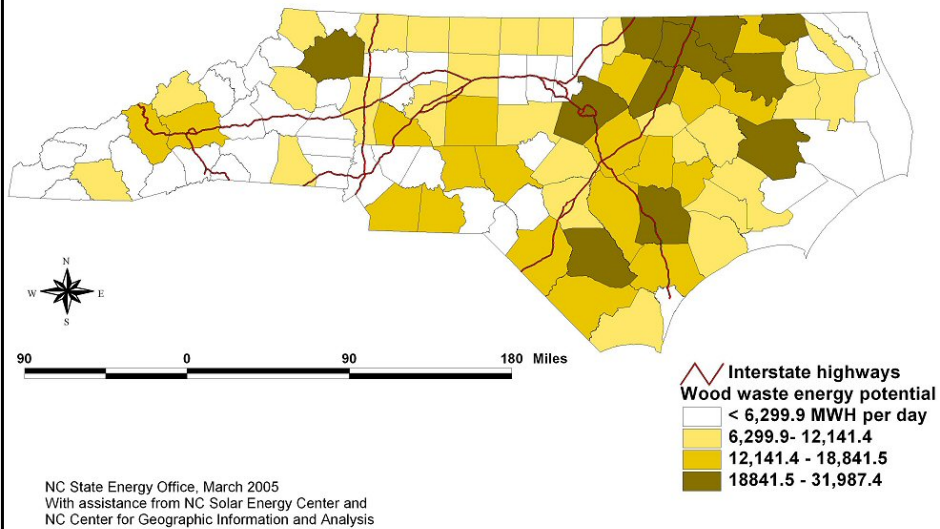 N
W E
S
90 0 90 180 Miles
Interstate highways
Wood waste energy potential
< 6,299.9 MWH per day
6,299.9- 12,141.4
12,141.4 - 18,841.5
18841.5 - 31,987.4
NC State Energy Office, March 2005
With assistance from NC Solar Energy Center and
NC Center for Geographic Information and Analysis